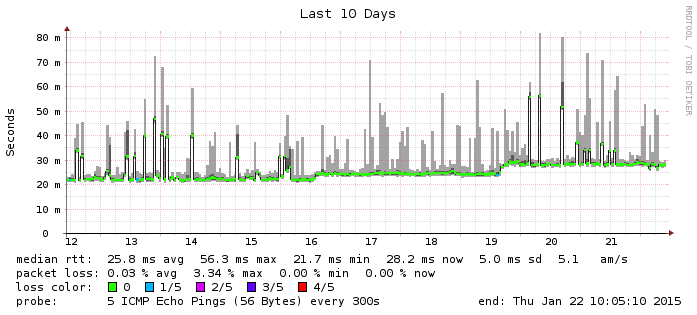 Last 10 Days
RRDTOOL / TOBI OETIKER
Seconds
80 m
70 m
60 m
50 m
40 m
30 m
20 m
10 m
0
12 13 14 15 16 17 18 19 20 21
median rtt: 25.8 ms avg 56.3 ms max 21.7 ms min 28.2 ms now 5.0 ms sd 5.1 am/s
packet loss: 0.03 % avg 3.34 % max 0.00 % min 0.00 % now
loss color: 0 1/5 2/5 3/5 4/5
probe: 5 ICMP Echo Pings (56 Bytes) every 300s end: Thu Jan 22 10:05:10 2015